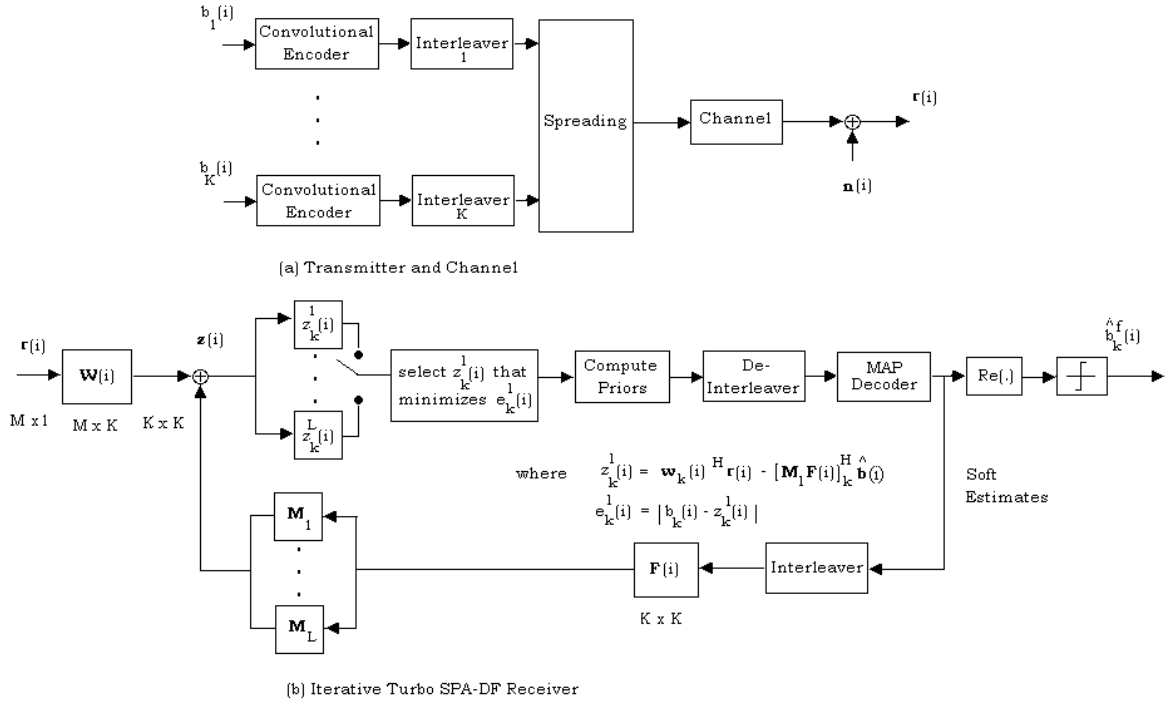 b_1(i)
Convolutional
Encoder
Interleaver
1
Spreading
Channel
r(i)
n(i)
b_K(i)
Convolutional
Encoder
Interleaver
K
(a) Transmitter and Channel
r(i)
W(i)
z(i)
M x 1
M x K
K x K
z_k^1(i)
z_k^L(i)
select z_k^l(i) that
minimizes e_k^l(i)
Compute
Priors
De-
Interleaver
MAP
Decoder
Re(.)
b̂_k^f(i)
where z_k^l(i) = w_k(i)^H r(i) - [M_l F(i)]_k^H b̂(i)
e_k^l(i) = | b_k(i) - z_k^l(i) |
Soft
Estimates
M_1
M_L
F(i)
K x K
Interleaver
(b) Iterative Turbo SPA-DF Receiver